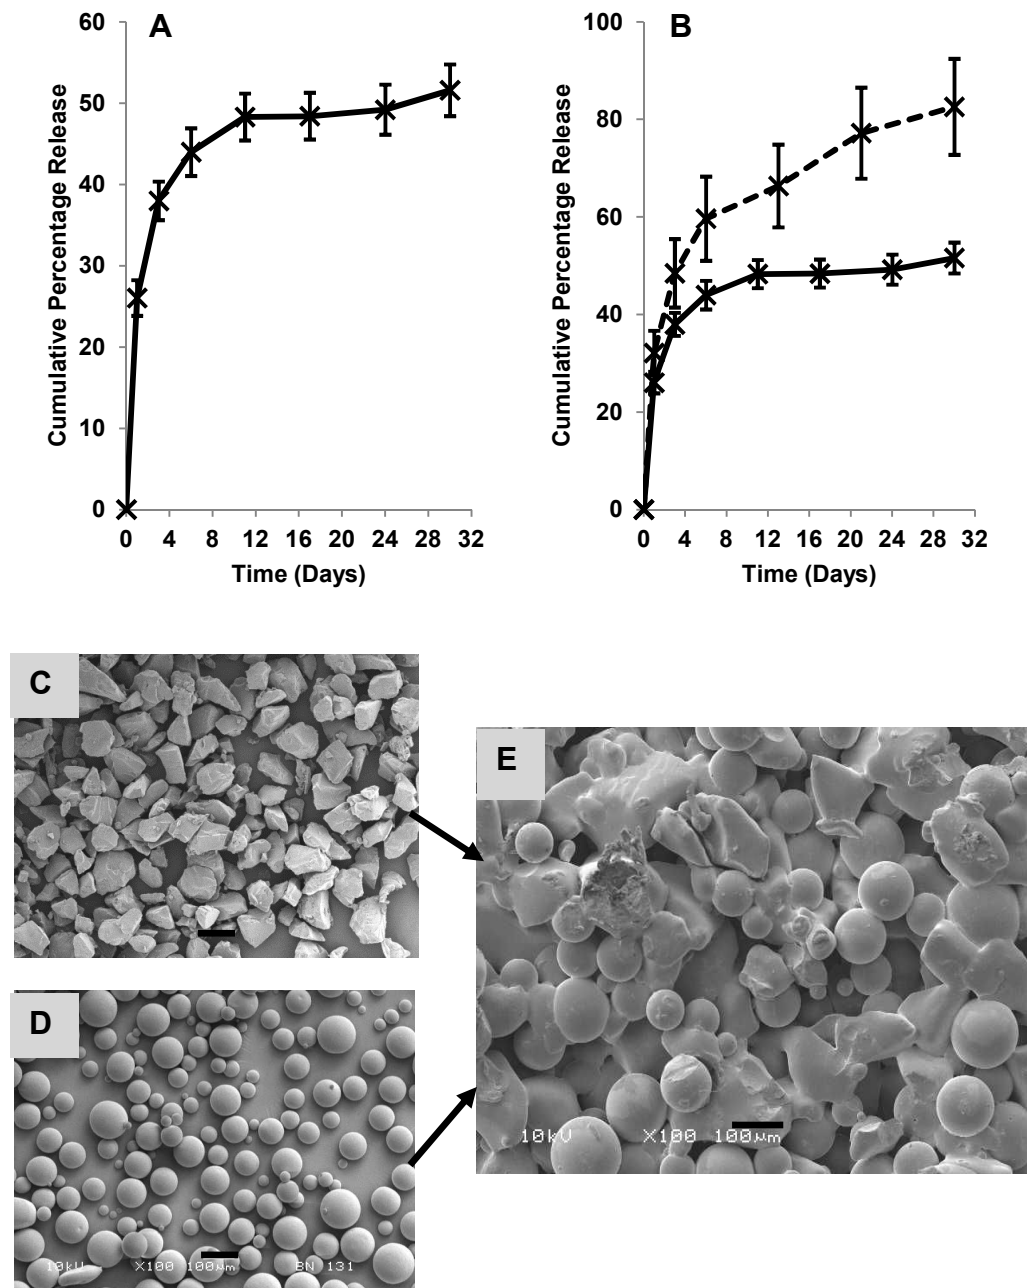 A
60
50
40
30
20
10
0
Cumulative Percentage Release
0 4 8 12 16 20 24 28 32
Time (Days)
B
100
80
60
40
20
0
Cumulative Percentage Release
0 4 8 12 16 20 24 28 32
Time (Days)
C
D
10kV X100 100µm BN 131
E
10kV X100 100µm